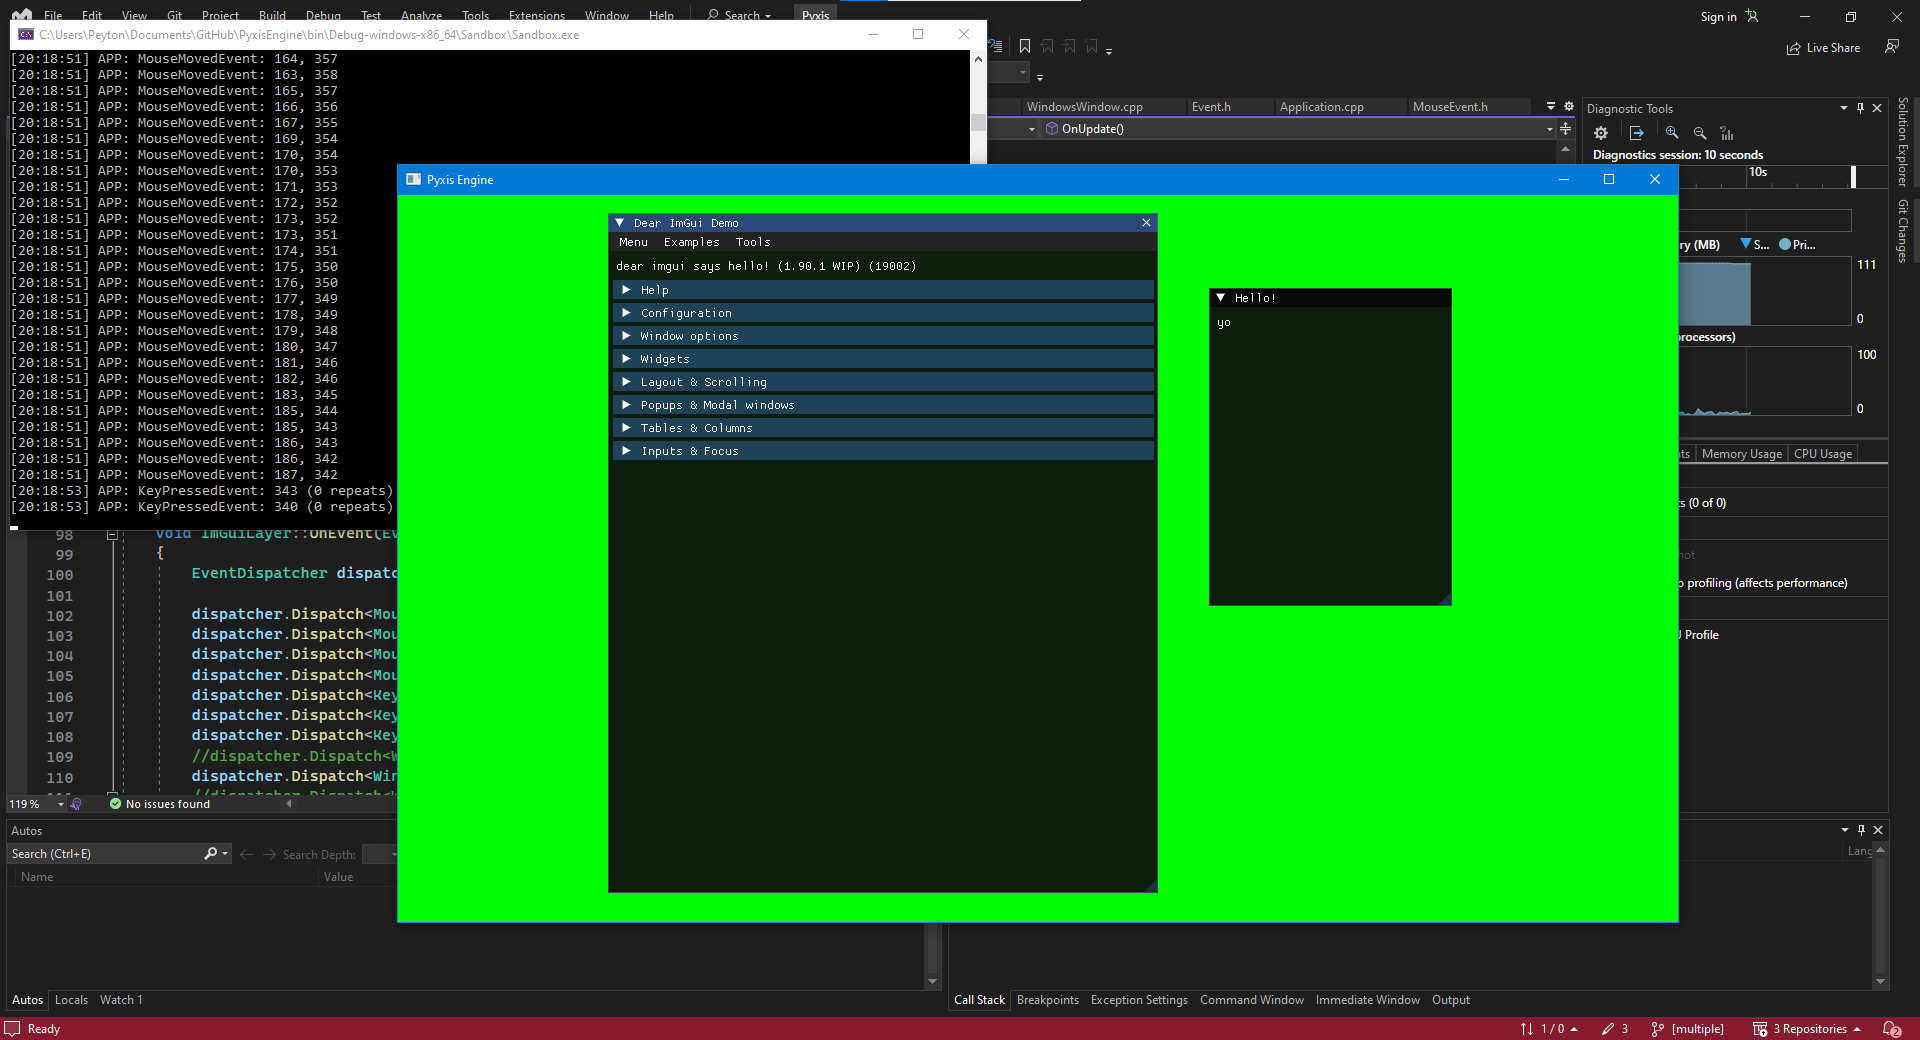 File Edit View Git Project Build Debug Test Analyze Tools Extensions Window Help Search Pyxis Sign in
C:\Users\Peyton\Documents\GitHub\PyxisEngine\bin\Debug-windows-x86_64\Sandbox\Sandbox.exe
Live Share
[20:18:51] APP: MouseMovedEvent: 164, 357
[20:18:51] APP: MouseMovedEvent: 163, 358
[20:18:51] APP: MouseMovedEvent: 165, 357
[20:18:51] APP: MouseMovedEvent: 166, 356
[20:18:51] APP: MouseMovedEvent: 167, 355
[20:18:51] APP: MouseMovedEvent: 169, 354
[20:18:51] APP: MouseMovedEvent: 170, 354
[20:18:51] APP: MouseMovedEvent: 170, 353
[20:18:51] APP: MouseMovedEvent: 171, 353
[20:18:51] APP: MouseMovedEvent: 172, 352
[20:18:51] APP: MouseMovedEvent: 173, 352
[20:18:51] APP: MouseMovedEvent: 173, 351
[20:18:51] APP: MouseMovedEvent: 174, 351
[20:18:51] APP: MouseMovedEvent: 175, 350
[20:18:51] APP: MouseMovedEvent: 176, 350
[20:18:51] APP: MouseMovedEvent: 177, 349
[20:18:51] APP: MouseMovedEvent: 178, 349
[20:18:51] APP: MouseMovedEvent: 179, 348
[20:18:51] APP: MouseMovedEvent: 180, 347
[20:18:51] APP: MouseMovedEvent: 181, 346
[20:18:51] APP: MouseMovedEvent: 182, 346
[20:18:51] APP: MouseMovedEvent: 183, 345
[20:18:51] APP: MouseMovedEvent: 185, 344
[20:18:51] APP: MouseMovedEvent: 185, 343
[20:18:51] APP: MouseMovedEvent: 186, 343
[20:18:51] APP: MouseMovedEvent: 186, 342
[20:18:51] APP: MouseMovedEvent: 187, 342
[20:18:53] APP: KeyPressedEvent: 343 (0 repeats)
[20:18:53] APP: KeyPressedEvent: 340 (0 repeats)
WindowsWindow.cpp Event.h Application.cpp MouseEvent.h
OnUpdate()
Diagnostic Tools
Diagnostics session: 10 seconds
10s
ry (MB) S... Pri...
111
0
rocessors)
100
0
ts Memory Usage CPU Usage
ts (0 of 0)
hot
o profiling (affects performance)
U Profile
Solution Explorer
Git Changes
Pyxis Engine
Dear ImGui Demo
Menu Examples Tools
dear imgui says hello! (1.90.1 WIP) (19002)
Help
Configuration
Window options
Widgets
Layout & Scrolling
Popups & Modal windows
Tables & Columns
Inputs & Focus
Hello!
yo
98 void ImGuiLayer::OnEvent(Ev
99 {
100 EventDispatcher dispatc
101
102 dispatcher.Dispatch<Mou
103 dispatcher.Dispatch<Mou
104 dispatcher.Dispatch<Mou
105 dispatcher.Dispatch<Mou
106 dispatcher.Dispatch<Key
107 dispatcher.Dispatch<Key
108 dispatcher.Dispatch<Key
109 //dispatcher.Dispatch<W
110 dispatcher.Dispatch<Win
119 % No issues found
Autos
Search (Ctrl+E) Search Depth:
Name Value
Lang
Autos Locals Watch 1
Call Stack Breakpoints Exception Settings Command Window Immediate Window Output
Ready
1 / 0 3 [multiple] 3 Repositories 2